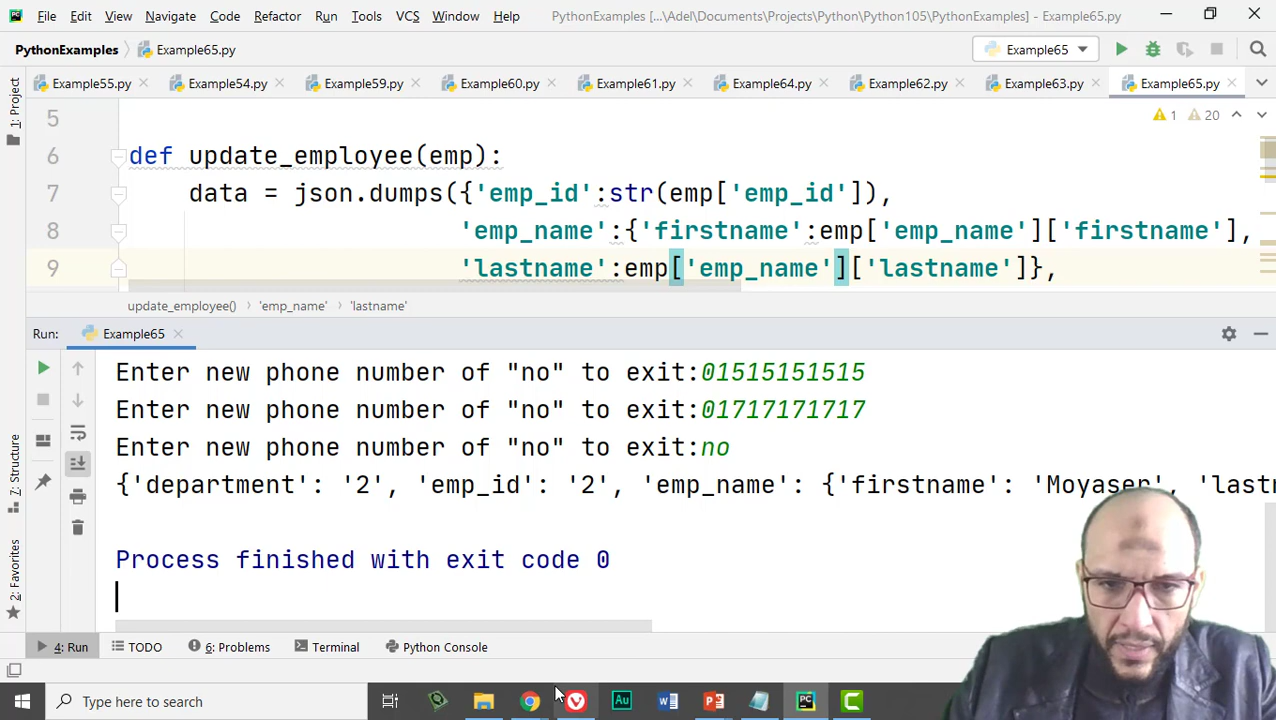 File Edit View Navigate Code Refactor Run Tools VCS Window Help PythonExamples [...\Adel\Documents\Projects\Python\Python105\PythonExamples] - Example65.py
PythonExamples Example65.py Example65
Example55.py Example54.py Example59.py Example60.py Example61.py Example64.py Example62.py Example63.py Example65.py
1: Project
5
1 20
6 def update_employee(emp):
7 data = json.dumps({'emp_id':str(emp['emp_id']),
8 'emp_name':{'firstname':emp['emp_name']['firstname'],
9 'lastname':emp['emp_name']['lastname']},
update_employee() 'emp_name' 'lastname'
Run: Example65
Enter new phone number of "no" to exit:01515151515
Enter new phone number of "no" to exit:01717171717
Enter new phone number of "no" to exit:no
{'department': '2', 'emp_id': '2', 'emp_name': {'firstname': 'Moyaser', 'lastn
Process finished with exit code 0
7: Structure
2: Favorites
4: Run TODO 6: Problems Terminal Python Console
Type here to search
Au
W
P
PC
C